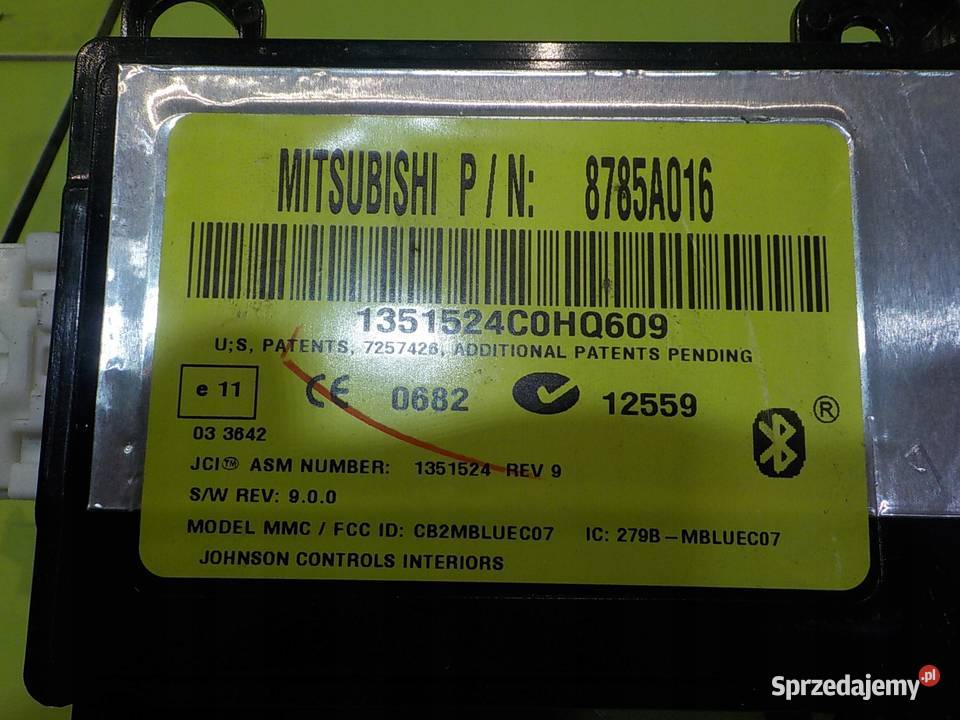 MITSUBISHI P/N: 8785A016
1351524C0HQ609
U;S, PATENTS, 7257426, ADDITIONAL PATENTS PENDING
e 11 CE 0682 12559 ®
03 3642
JCI™ ASM NUMBER: 1351524 REV 9
S/W REV: 9.0.0
MODEL MMC / FCC ID: CB2MBLUEC07 IC: 279B-MBLUEC07
JOHNSON CONTROLS INTERIORS
Sprzedajemy.pl